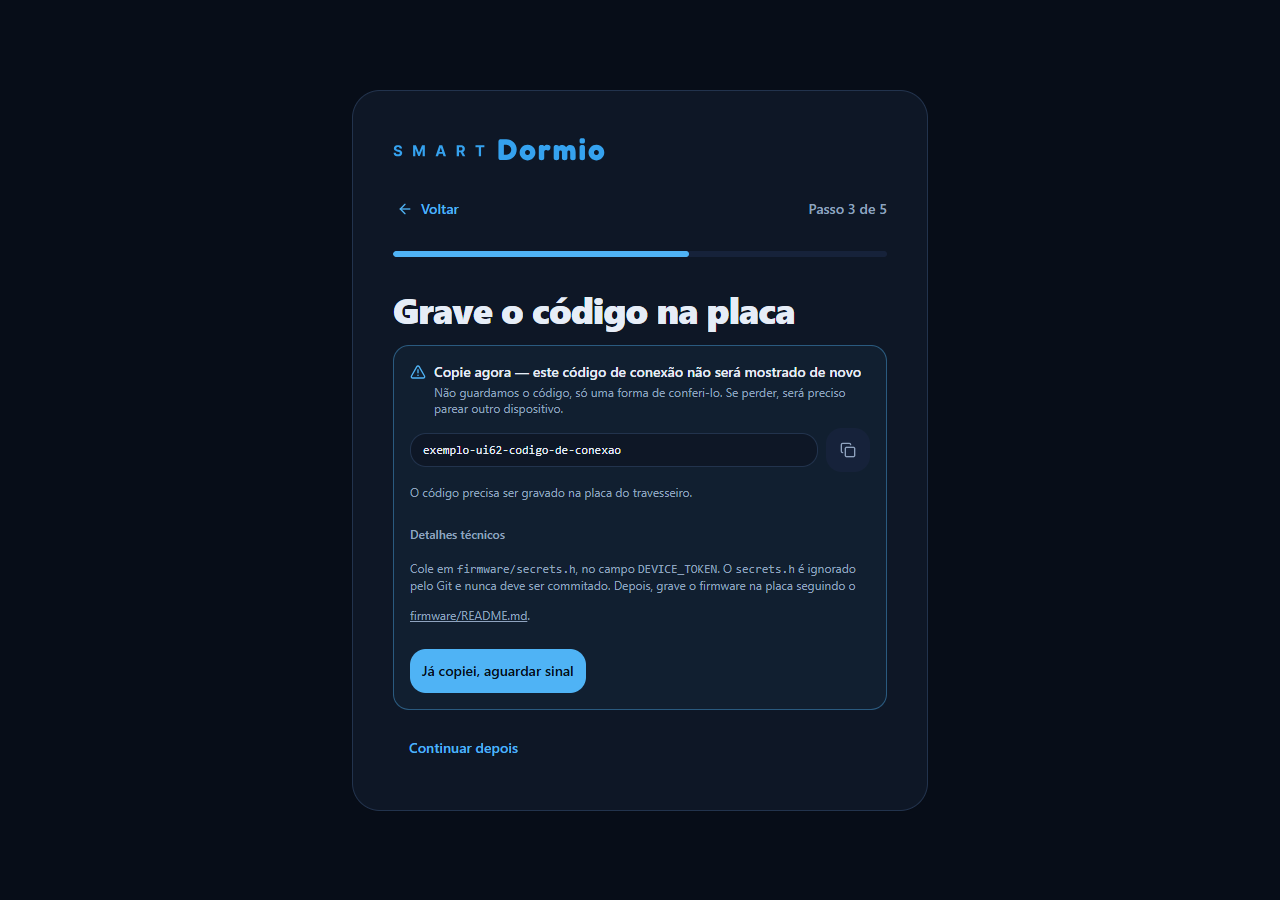 SMART Dormio
Voltar
Passo 3 de 5
Grave o código na placa
Copie agora — este código de conexão não será mostrado de novo
Não guardamos o código, só uma forma de conferi-lo. Se perder, será preciso
parear outro dispositivo.
exemplo-ui62-codigo-de-conexao
O código precisa ser gravado na placa do travesseiro.
Detalhes técnicos
Cole em firmware/secrets.h, no campo DEVICE_TOKEN. O secrets.h é ignorado
pelo Git e nunca deve ser commitado. Depois, grave o firmware na placa seguindo o
firmware/README.md.
Já copiei, aguardar sinal
Continuar depois